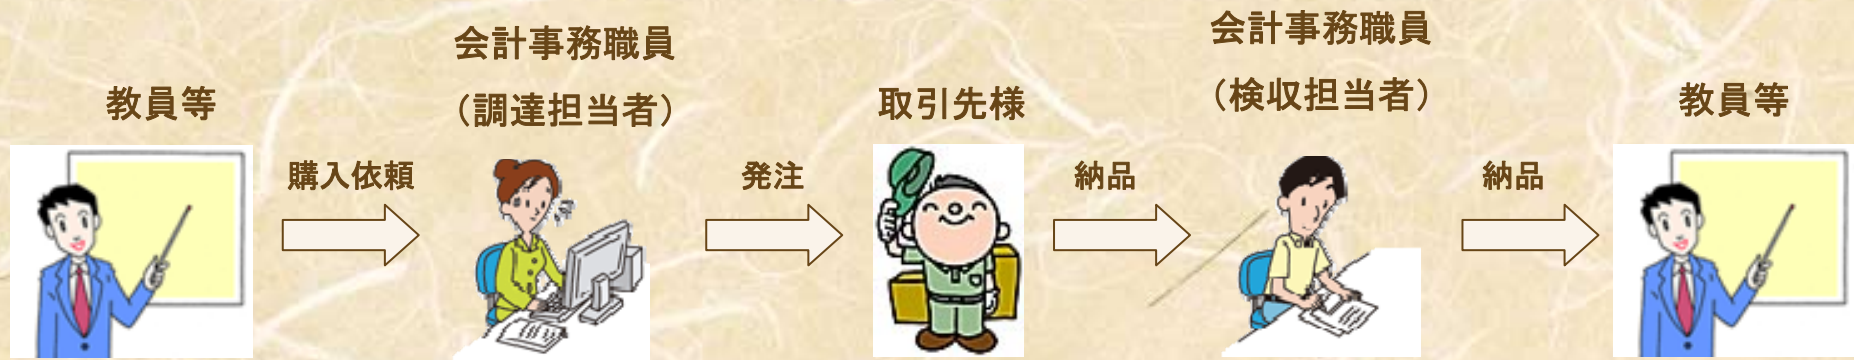 教員等
購入依頼
会計事務職員
（調達担当者）
発注
取引先様
納品
会計事務職員
（検収担当者）
納品
教員等